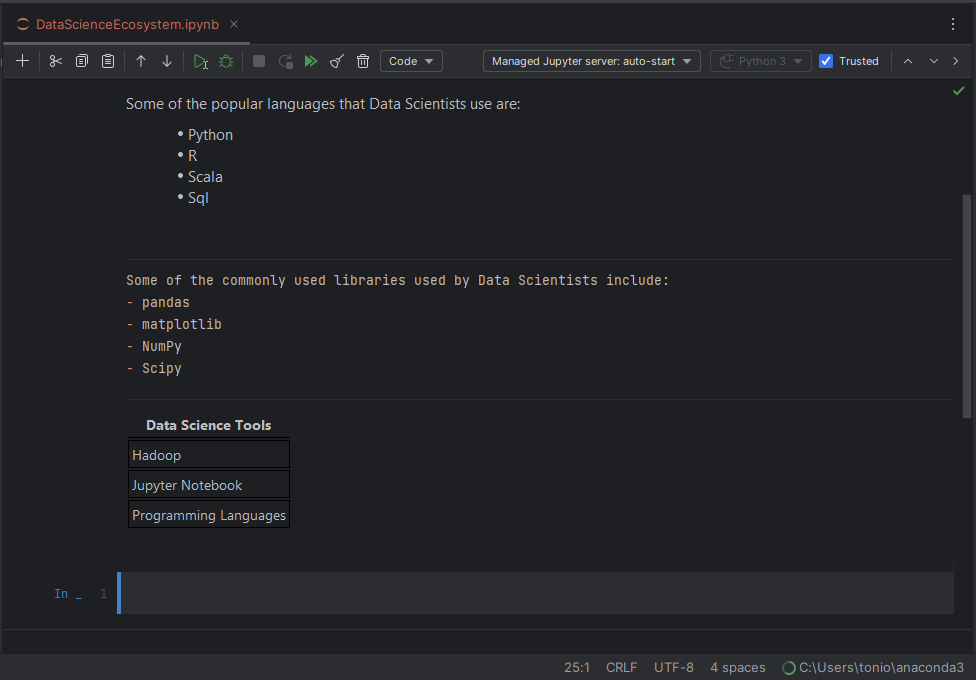 DataScienceEcosystem.ipynb
Code Managed Jupyter server: auto-start Python 3 Trusted
Some of the popular languages that Data Scientists use are:
• Python
• R
• Scala
• Sql
Some of the commonly used libraries used by Data Scientists include:
- pandas
- matplotlib
- NumPy
- Scipy
Data Science Tools
Hadoop
Jupyter Notebook
Programming Languages
In _ 1
25:1 CRLF UTF-8 4 spaces C:\Users\tonio\anaconda3